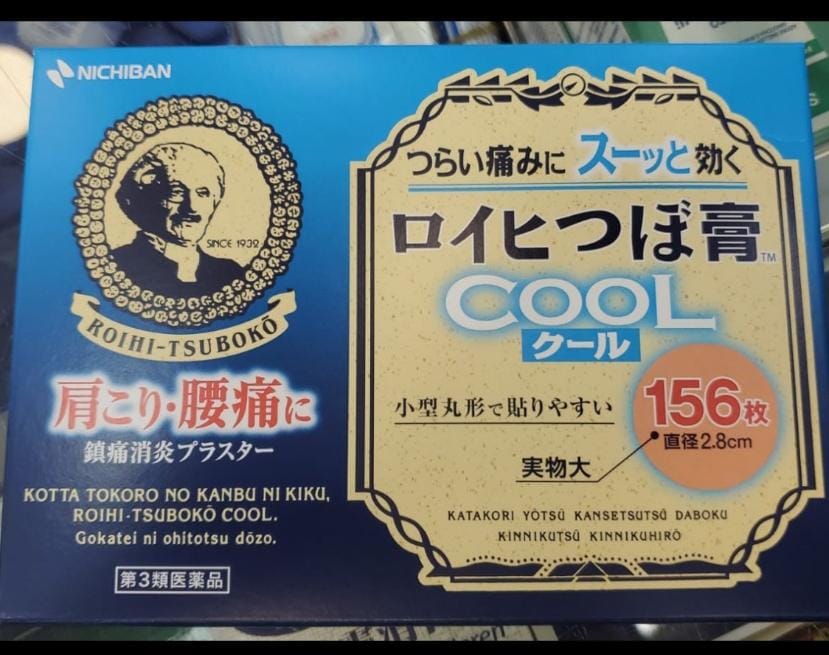 NICHIBAN
SINCE 1932
ROIHI-TSUBOKŌ
肩こり・腰痛に
鎮痛消炎プラスター
KOTTA TOKORO NO KANBU NI KIKU,
ROIHI-TSUBOKŌ COOL.
Gokatei ni ohitotsu dōzo.
第3類医薬品
つらい痛みに スーッと 効く
ロイヒつぼ膏™
COOL
クール
小型丸形で貼りやすい
156枚
直径2.8cm
実物大
KATAKORI YŌTSŪ KANSETSUTSŪ DABOKU
KINNIKUTSŪ KINNIKUHIRŌ